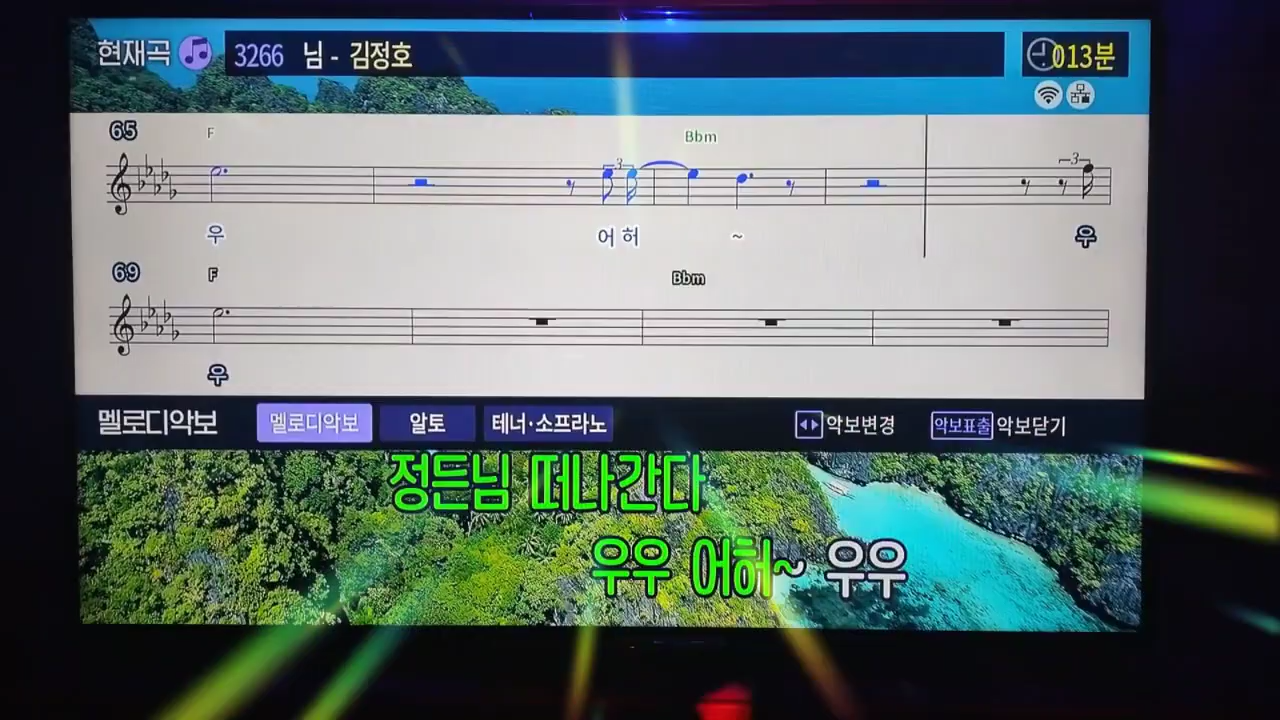 현재곡 3266 님 - 김정호 013분
65 F Bbm
3 3
우 어 허 ~ 우
69 F Bbm
우
멜로디악보 멜로디악보 알토 테너·소프라노 악보변경 악보표출 악보닫기
정든님 떠나간다
우우 어허~ 우우